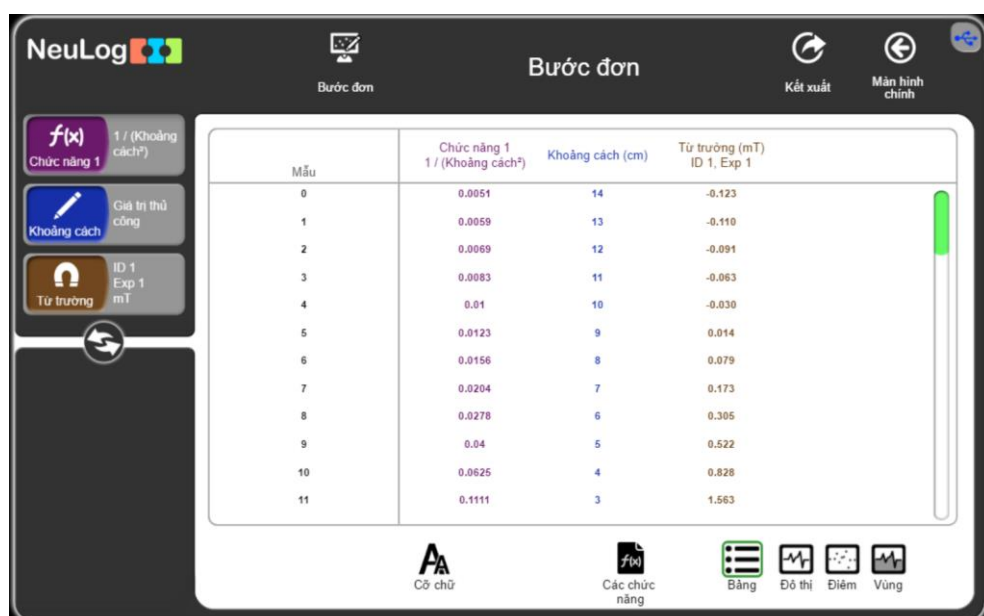 NeuLog
Bước đơn
Bước đơn
Kết xuất
Màn hình
chính
f(x)
Chức năng 1
1 / (Khoảng
cách²)
Khoảng cách
Giá trị thủ
công
Từ trường
ID 1
Exp 1
mT
Mẫu
Chức năng 1
1 / (Khoảng cách²)
Khoảng cách (cm)
Từ trường (mT)
ID 1, Exp 1
0 0.0051 14 -0.123
1 0.0059 13 -0.110
2 0.0069 12 -0.091
3 0.0083 11 -0.063
4 0.01 10 -0.030
5 0.0123 9 0.014
6 0.0156 8 0.079
7 0.0204 7 0.173
8 0.0278 6 0.305
9 0.04 5 0.522
10 0.0625 4 0.828
11 0.1111 3 1.563
AA
Cỡ chữ
f(x)
Các chức
năng
Bảng
Đồ thị
Điểm
Vùng